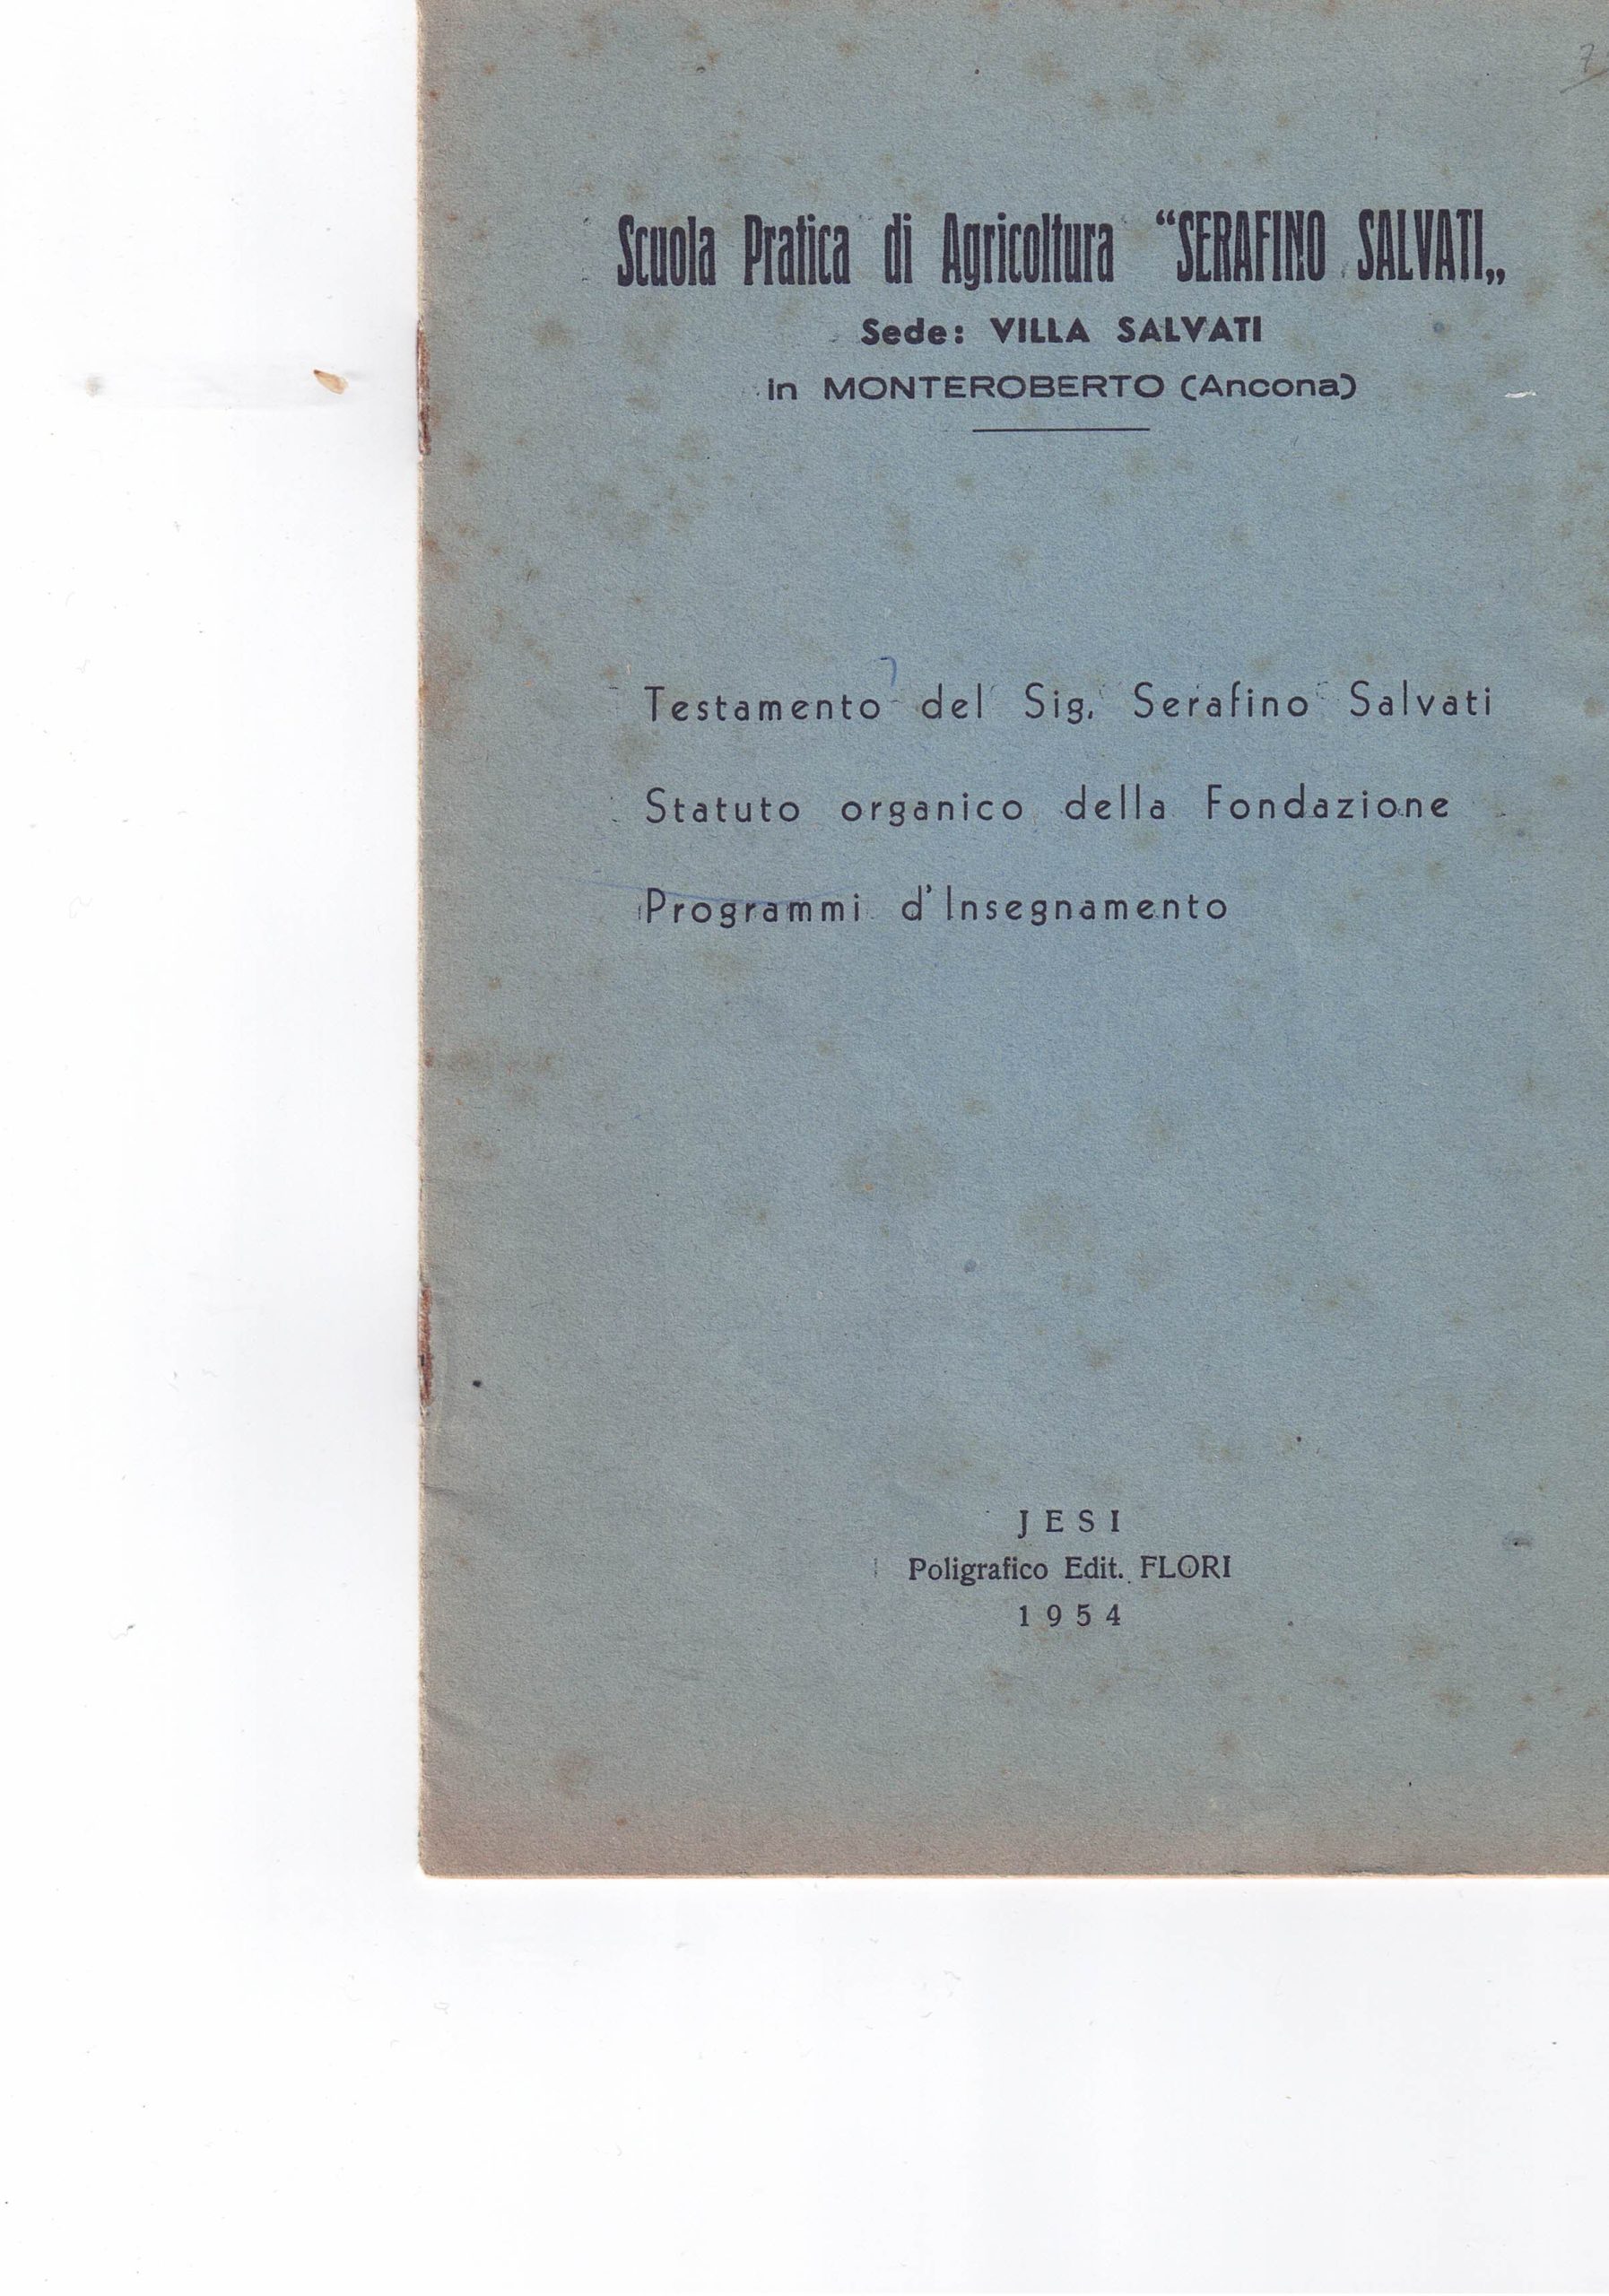 Scuola Pratica di Agricoltura “SERAFINO SALVATI„
Sede: VILLA SALVATI
in MONTEROBERTO (Ancona)
Testamento del Sig. Serafino Salvati
Statuto organico della Fondazione
Programmi d'Insegnamento
JESI
Poligrafico Edit. FLORI
1954